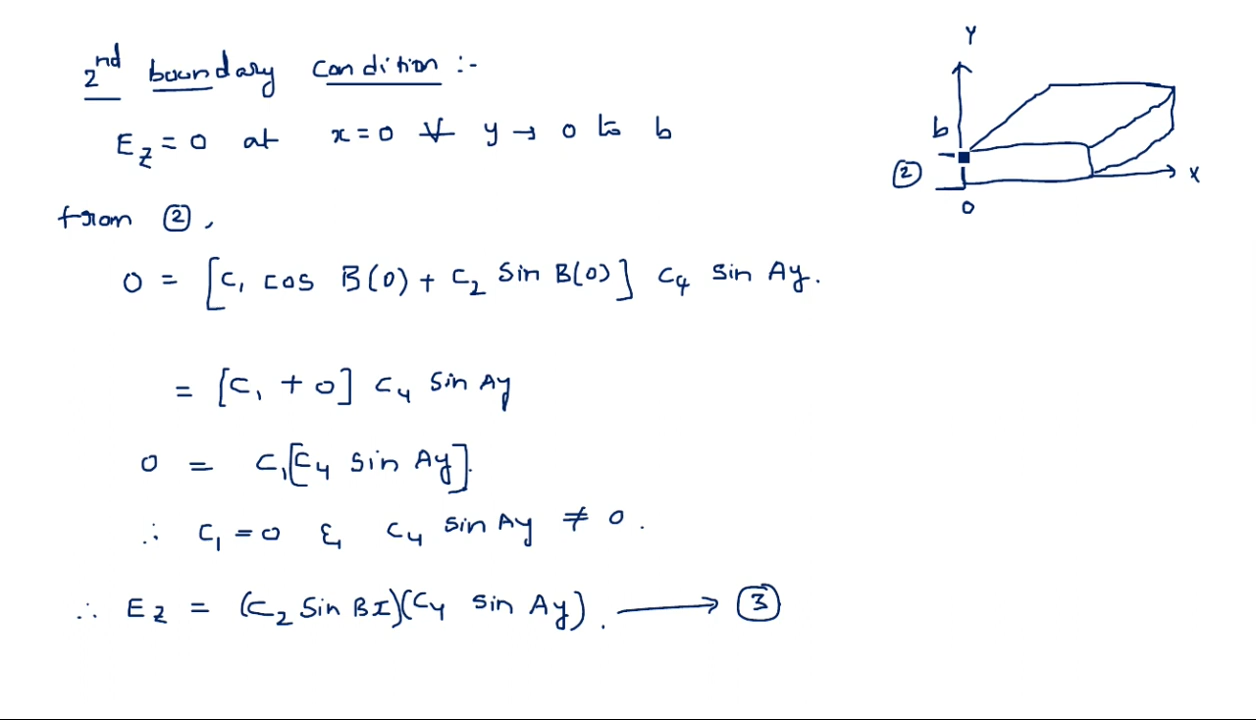 2nd boundary condition :-
Ez = 0 at x = 0 ∀ y → 0 to b
from ②,
0 = [C1 cos B(0) + C2 sin B(0)] C4 sin Ay.
= [C1 + 0] C4 sin Ay
0 = C1[C4 sin Ay].
∴ C1 = 0 & C4 sin Ay ≠ 0.
∴ Ez = (C2 sin Bx)(C4 sin Ay). → ③
Y
b
②
X
0